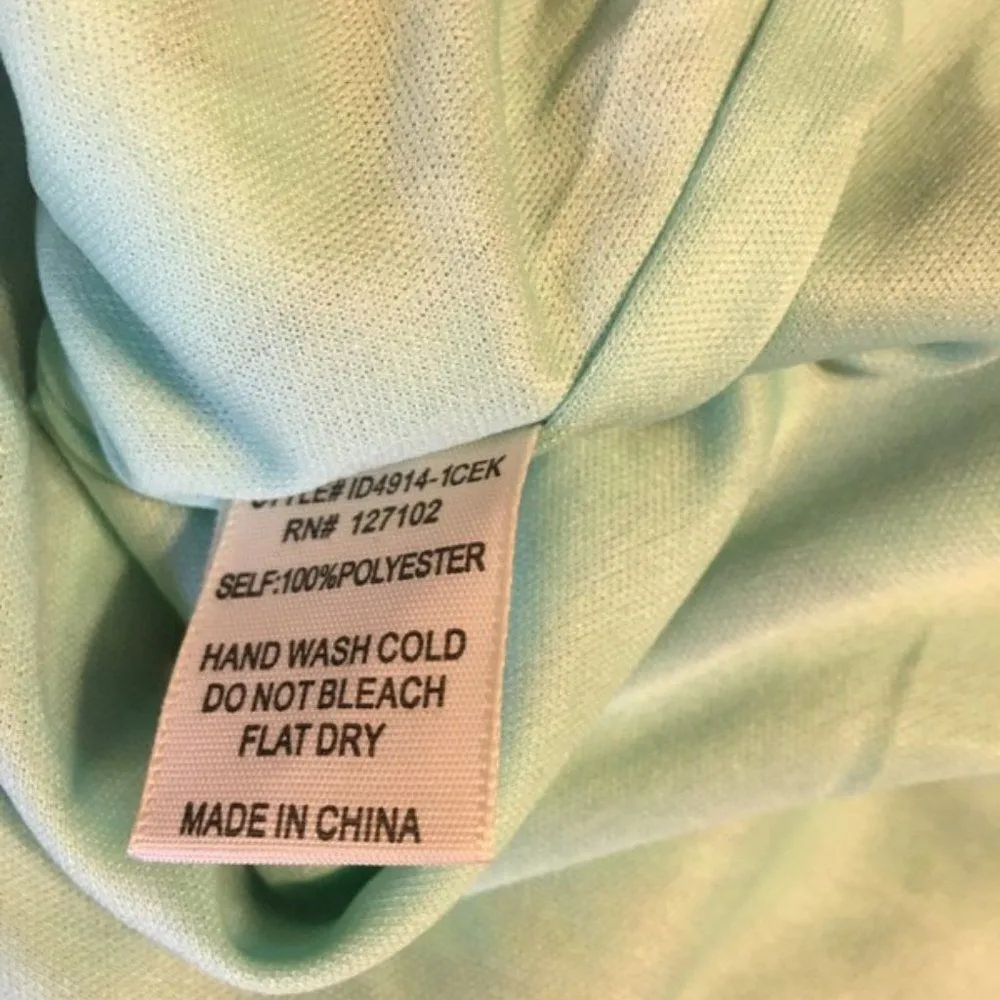 STYLE# ID4914-1CEK
RN# 127102
SELF:100%POLYESTER
HAND WASH COLD
DO NOT BLEACH
FLAT DRY
MADE IN CHINA